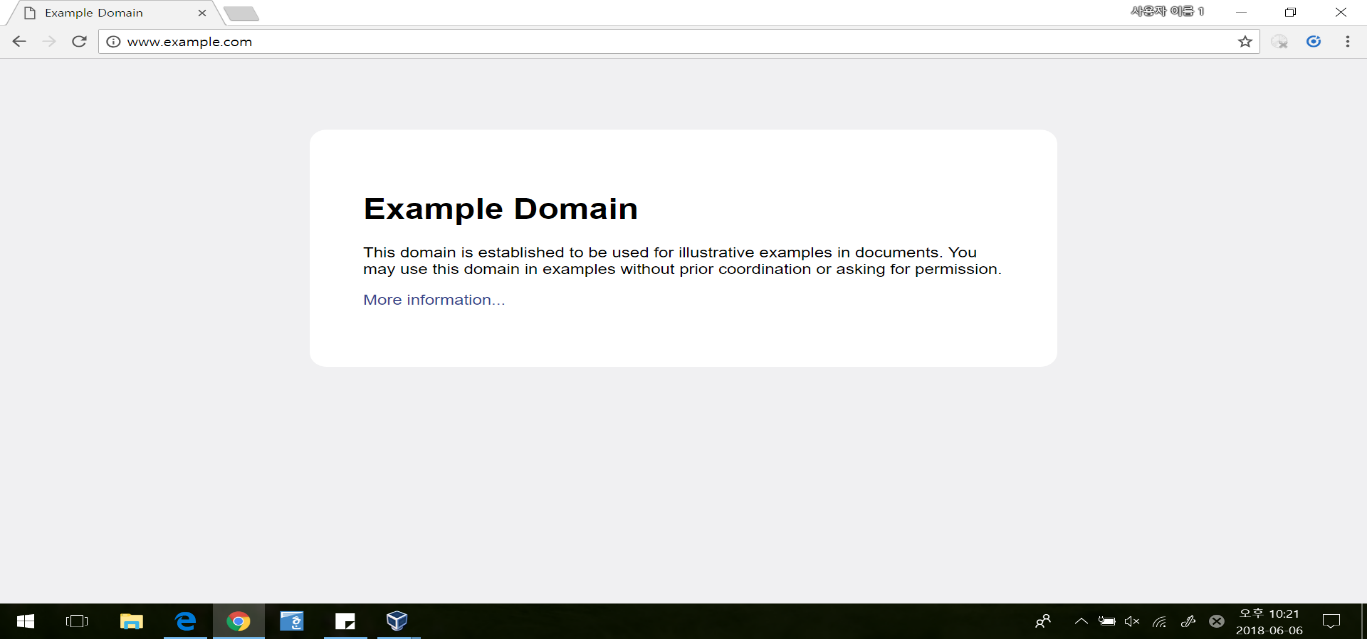 Example Domain
사용자 이름 1
www.example.com
Example Domain
This domain is established to be used for illustrative examples in documents. You
may use this domain in examples without prior coordination or asking for permission.
More information...
한
오후 10:21
2018-06-06